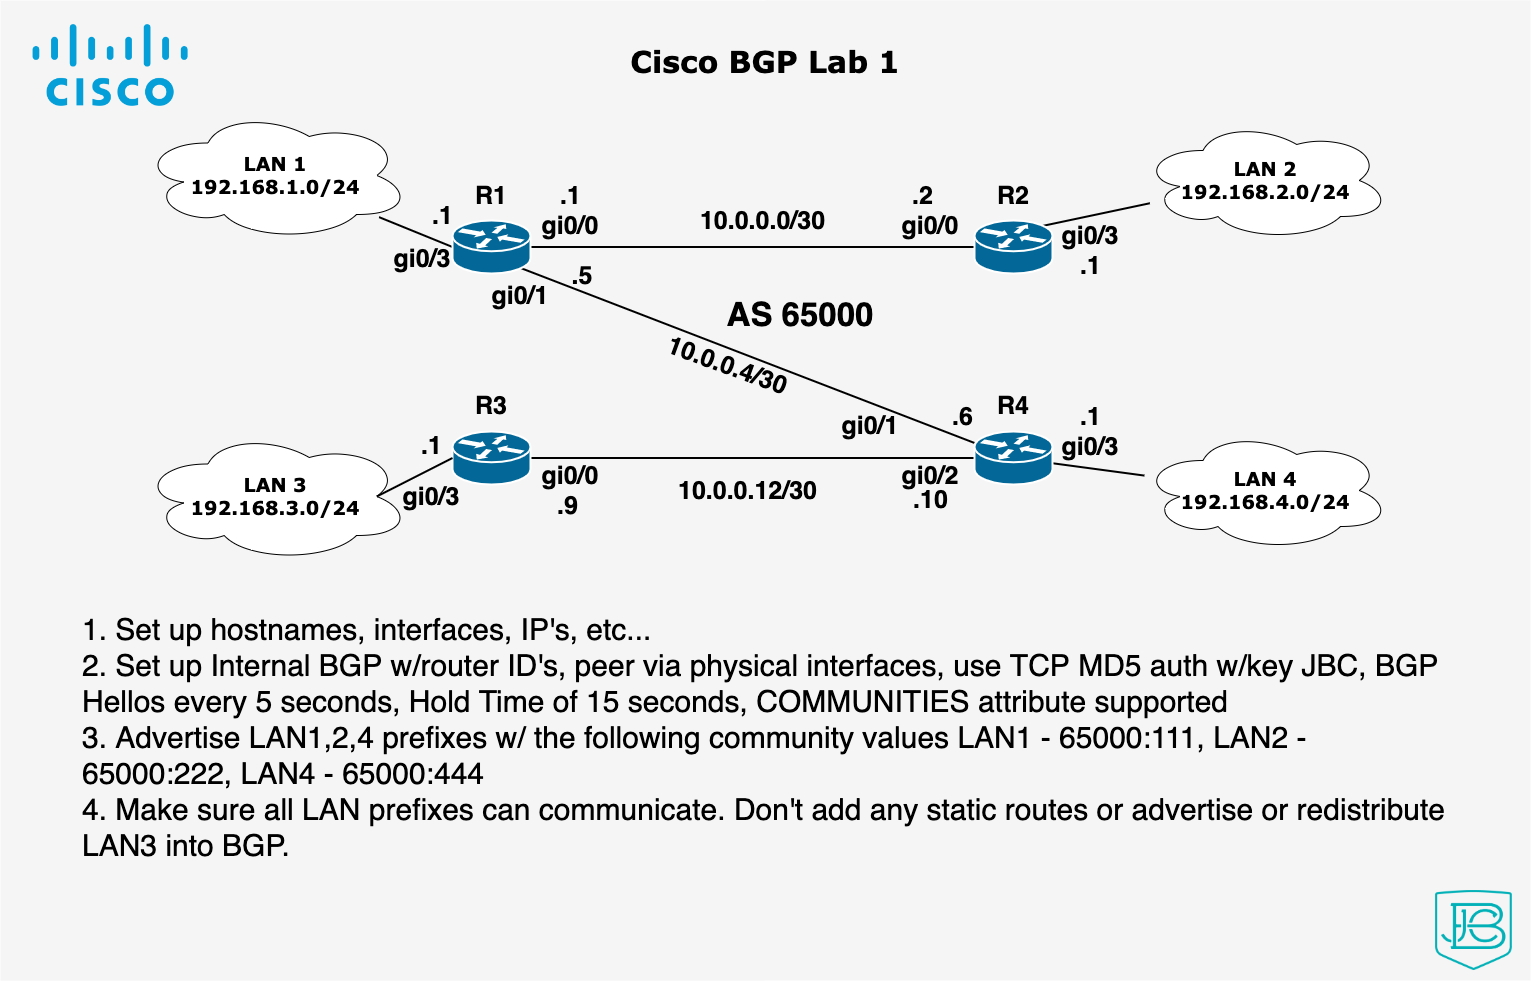 CISCO
Cisco BGP Lab 1
LAN 1
192.168.1.0/24
LAN 2
192.168.2.0/24
R1
.1
.1
gi0/0
gi0/3
.5
gi0/1
10.0.0.0/30
.2
gi0/0
R2
gi0/3
.1
AS 65000
10.0.0.4/30
R3
.1
gi0/3
gi0/0
.9
LAN 3
192.168.3.0/24
10.0.0.12/30
gi0/1
.6
R4
.1
gi0/3
gi0/2
.10
LAN 4
192.168.4.0/24
1. Set up hostnames, interfaces, IP's, etc...
2. Set up Internal BGP w/router ID's, peer via physical interfaces, use TCP MD5 auth w/key JBC, BGP
Hellos every 5 seconds, Hold Time of 15 seconds, COMMUNITIES attribute supported
3. Advertise LAN1,2,4 prefixes w/ the following community values LAN1 - 65000:111, LAN2 -
65000:222, LAN4 - 65000:444
4. Make sure all LAN prefixes can communicate. Don't add any static routes or advertise or redistribute
LAN3 into BGP.
JBC